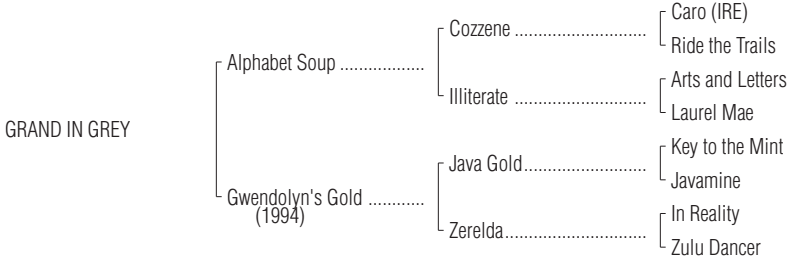 Caro (IRE)
Cozzene ............................
Ride the Trails
Alphabet Soup ..................
Arts and Letters
Illiterate ............................
Laurel Mae
GRAND IN GREY
Key to the Mint
Java Gold..........................
Javamine
Gwendolyn's Gold ............
(1994)
In Reality
Zerelda..............................
Zulu Dancer